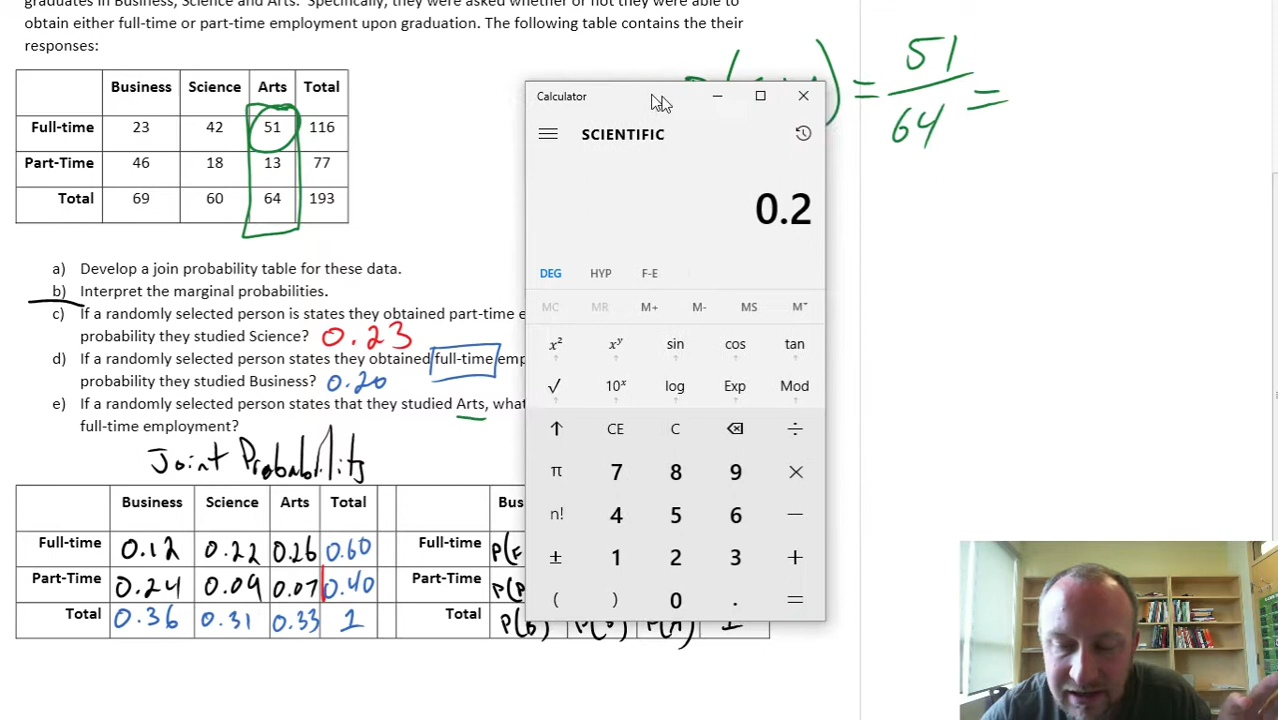 graduates in Business, Science and Arts. Specifically, they were asked whether or not they were able to
obtain either full-time or part-time employment upon graduation. The following table contains the their
responses:
Business Science Arts Total
Full-time 23 42 51 116
Part-Time 46 18 13 77
Total 69 60 64 193
= 51 / 64 =
Calculator
SCIENTIFIC
0.2
DEG HYP F-E
MC MR M+ M- MS M˅
x² xʸ sin cos tan
√ 10ˣ log Exp Mod
↑ CE C ⌫ ÷
π 7 8 9 ×
n! 4 5 6 −
± 1 2 3 +
( ) 0 . =
a) Develop a join probability table for these data.
b) Interpret the marginal probabilities.
c) If a randomly selected person is states they obtained part-time
probability they studied Science? 0.23
d) If a randomly selected person states they obtained full-time
probability they studied Business? 0.20
e) If a randomly selected person states that they studied Arts,
full-time employment?
Joint Probability
Business Science Arts Total
Full-time 0.12 0.22 0.26 0.60 Full-time
Part-Time 0.24 0.09 0.07 0.40 Part-Time
Total 0.36 0.31 0.33 1 Total P(B) P(A) 1